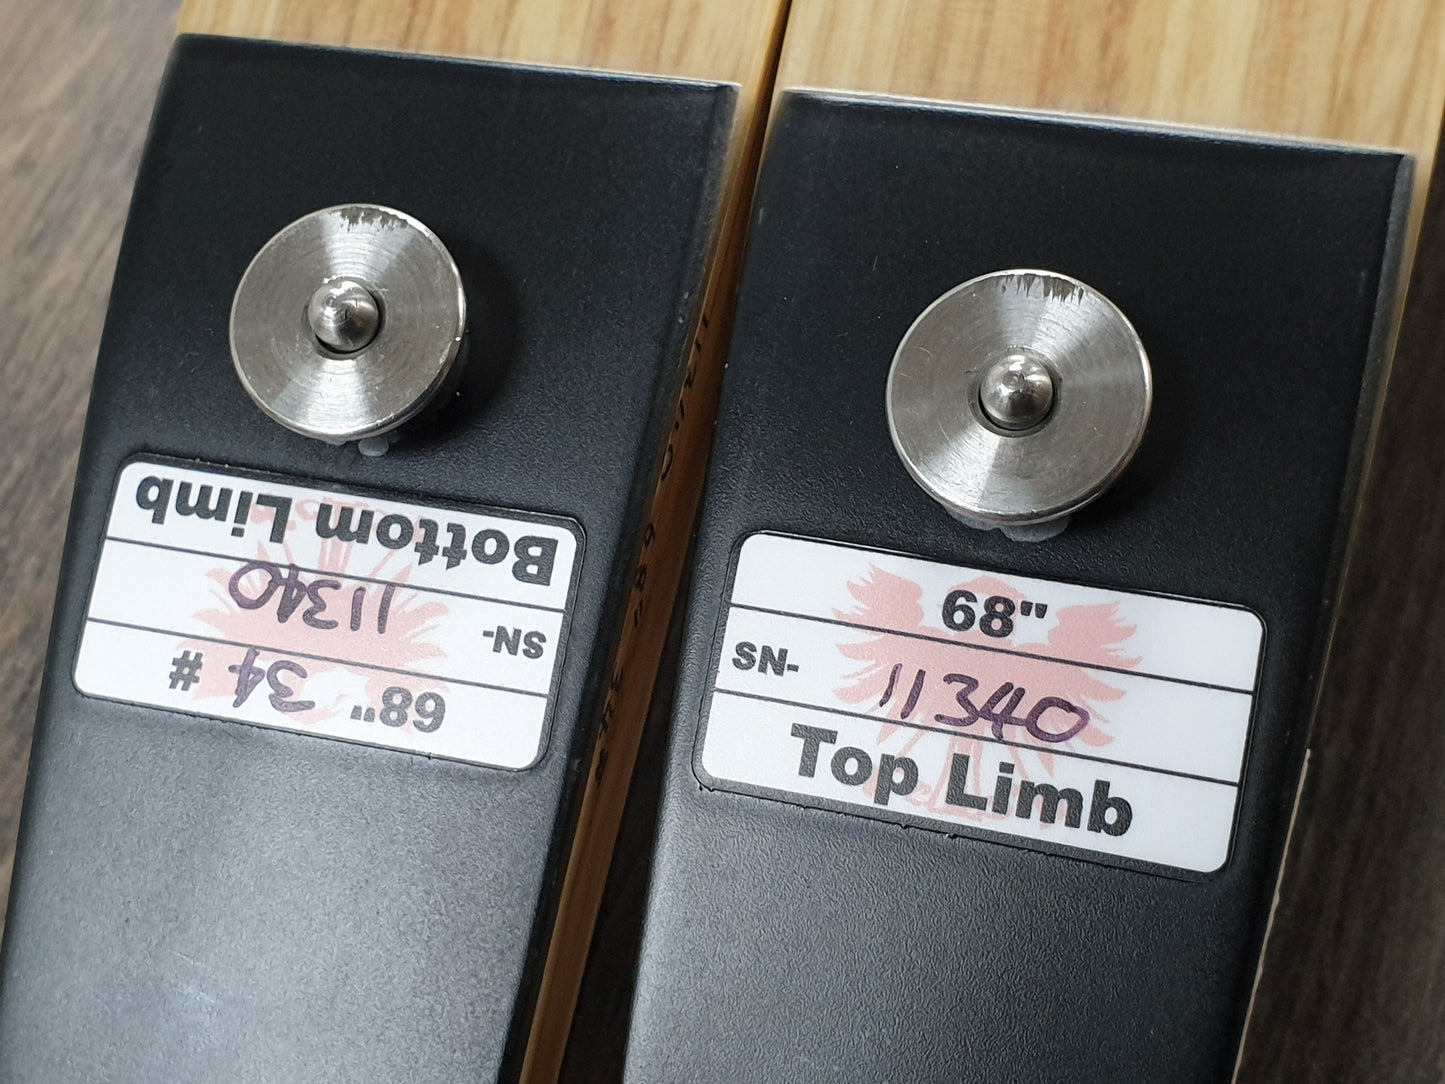 Bottom Limb
SN- 11340
68" 34 #
68"
SN- 11340
Top Limb